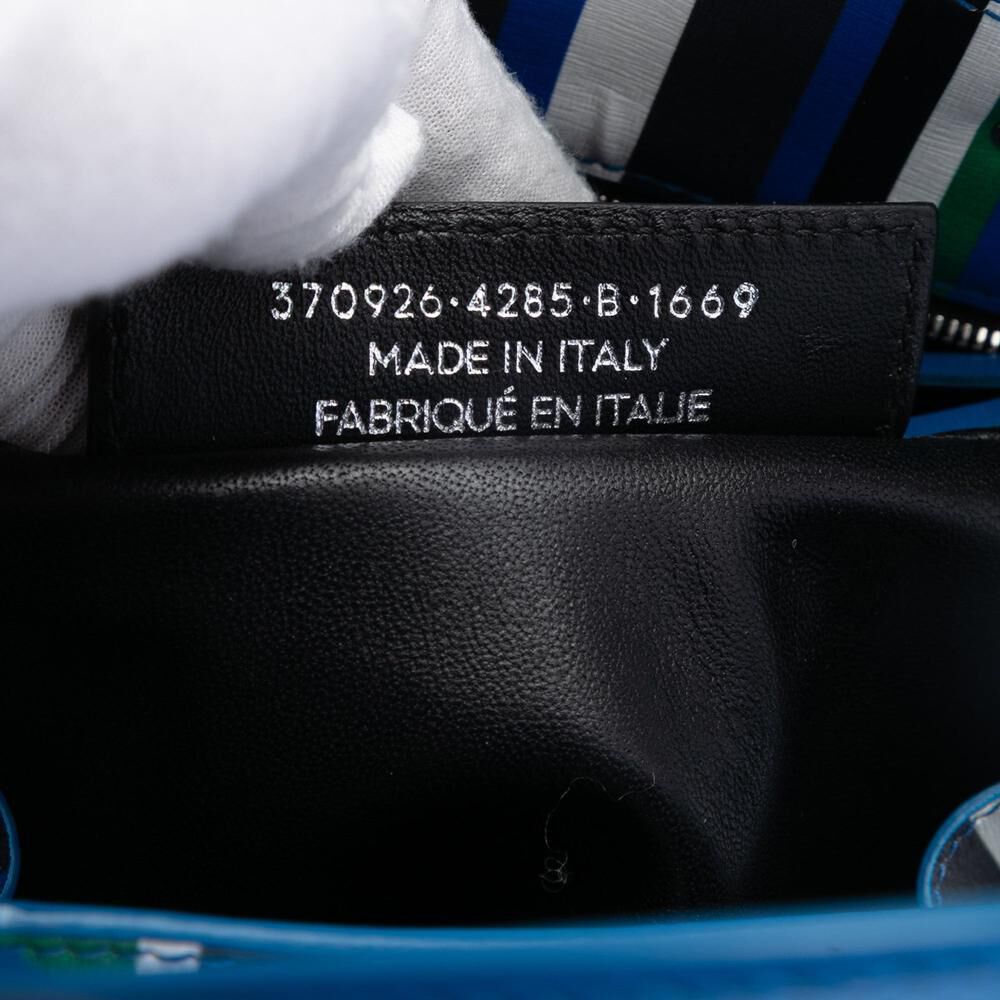 370926·4285·B·1669
MADE IN ITALY
FABRIQUÉ EN ITALIE